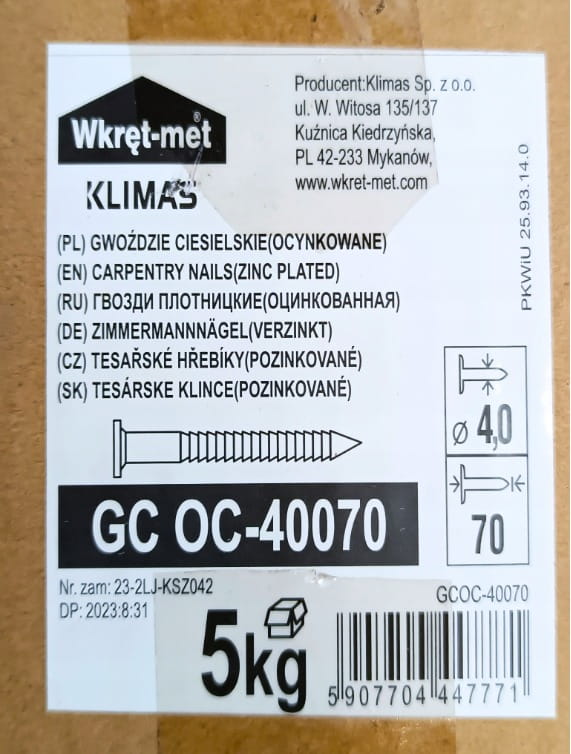 Wkręt-met®
KLIMAS
Producent:Klimas Sp. z o.o.
ul. W. Witosa 135/137
Kuźnica Kiedrzyńska,
PL 42-233 Mykanów,
www.wkret-met.com
PKWiU 25.93.14.0
(PL) GWOŹDZIE CIESIELSKIE(OCYNKOWANE)
(EN) CARPENTRY NAILS(ZINC PLATED)
(RU) ГВОЗДИ ПЛОТНИЦКИЕ(ОЦИНКОВАННАЯ)
(DE) ZIMMERMANNNÄGEL(VERZINKT)
(CZ) TESAŘSKÉ HŘEBÍKY(POZINKOVANÉ)
(SK) TESÁRSKE KLINCE(POZINKOVANÉ)
Ø 4,0
70
GC OC-40070
Nr. zam: 23-2LJ-KSZ042
DP: 2023:8:31
5kg
GCOC-40070
5907704447771